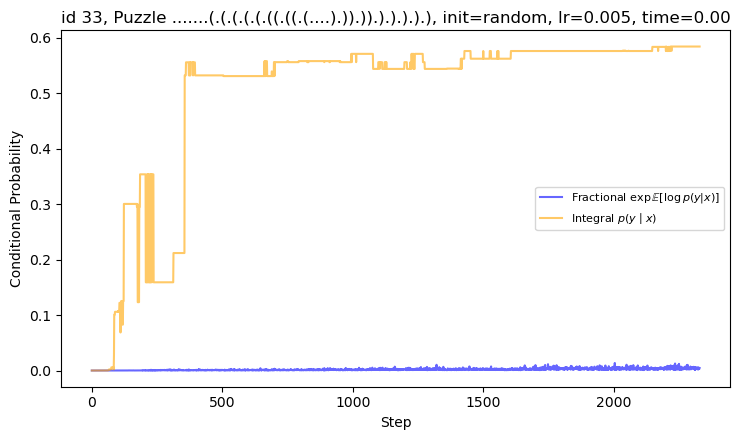 id 33, Puzzle .......(.(.(.(.(.((.((.(....).)).)).).).).).), init=random, lr=0.005, time=0.00
Conditional Probability
0.6
0.5
0.4
0.3
0.2
0.1
0.0
Fractional exp𝔼[log p(y|x)]
Integral p(y | x)
0 500 1000 1500 2000
Step